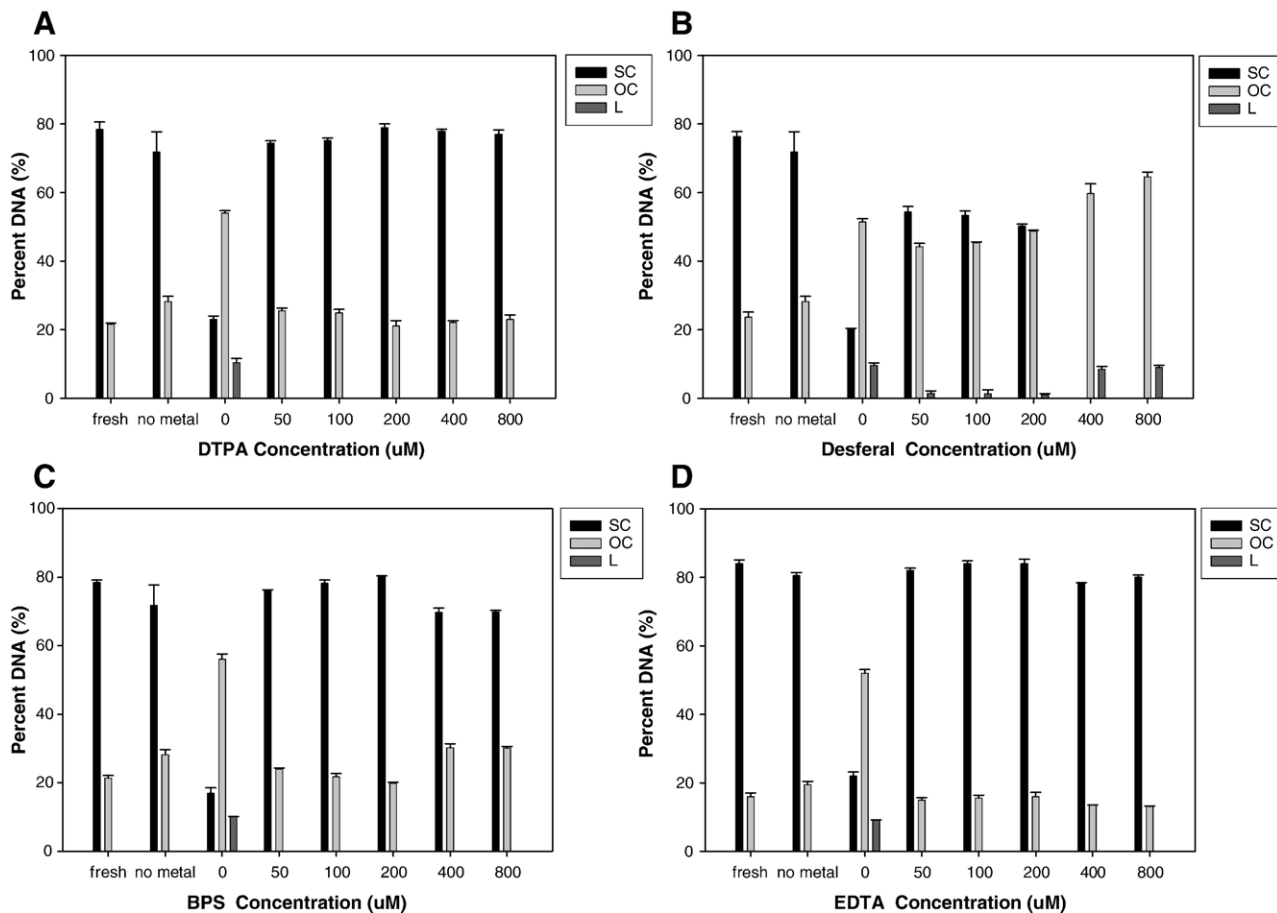 A
100
80
60
40
20
0
Percent DNA (%)
SC
OC
L
fresh no metal 0 50 100 200 400 800
DTPA Concentration (uM)
B
100
80
60
40
20
0
Percent DNA (%)
SC
OC
L
fresh no metal 0 50 100 200 400 800
Desferal Concentration (uM)
C
100
80
60
40
20
0
Percent DNA (%)
SC
OC
L
fresh no metal 0 50 100 200 400 800
BPS Concentration (uM)
D
100
80
60
40
20
0
Percent DNA (%)
SC
OC
L
fresh no metal 0 50 100 200 400 800
EDTA Concentration (uM)